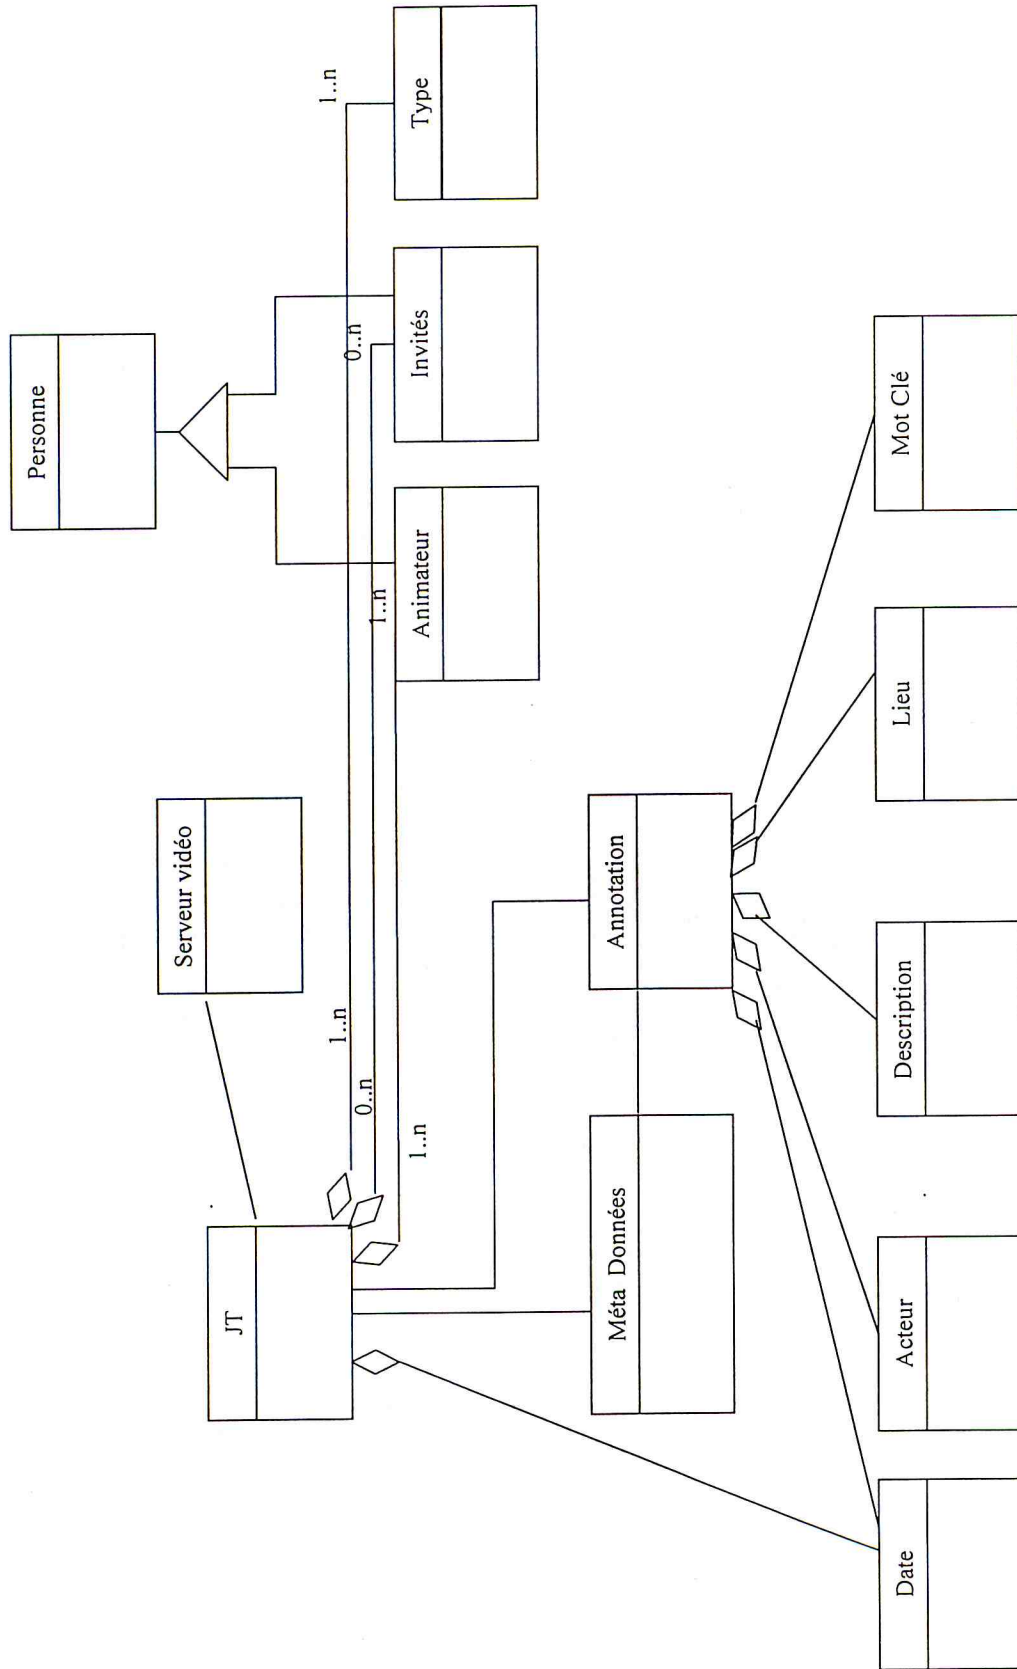 Personne
Serveur vidéo
JT
1..n
1..n
0..n
0..n
1..n
1..n
Animateur
Invités
Type
Méta Données
Annotation
Date
Acteur
Description
Lieu
Mot Clé